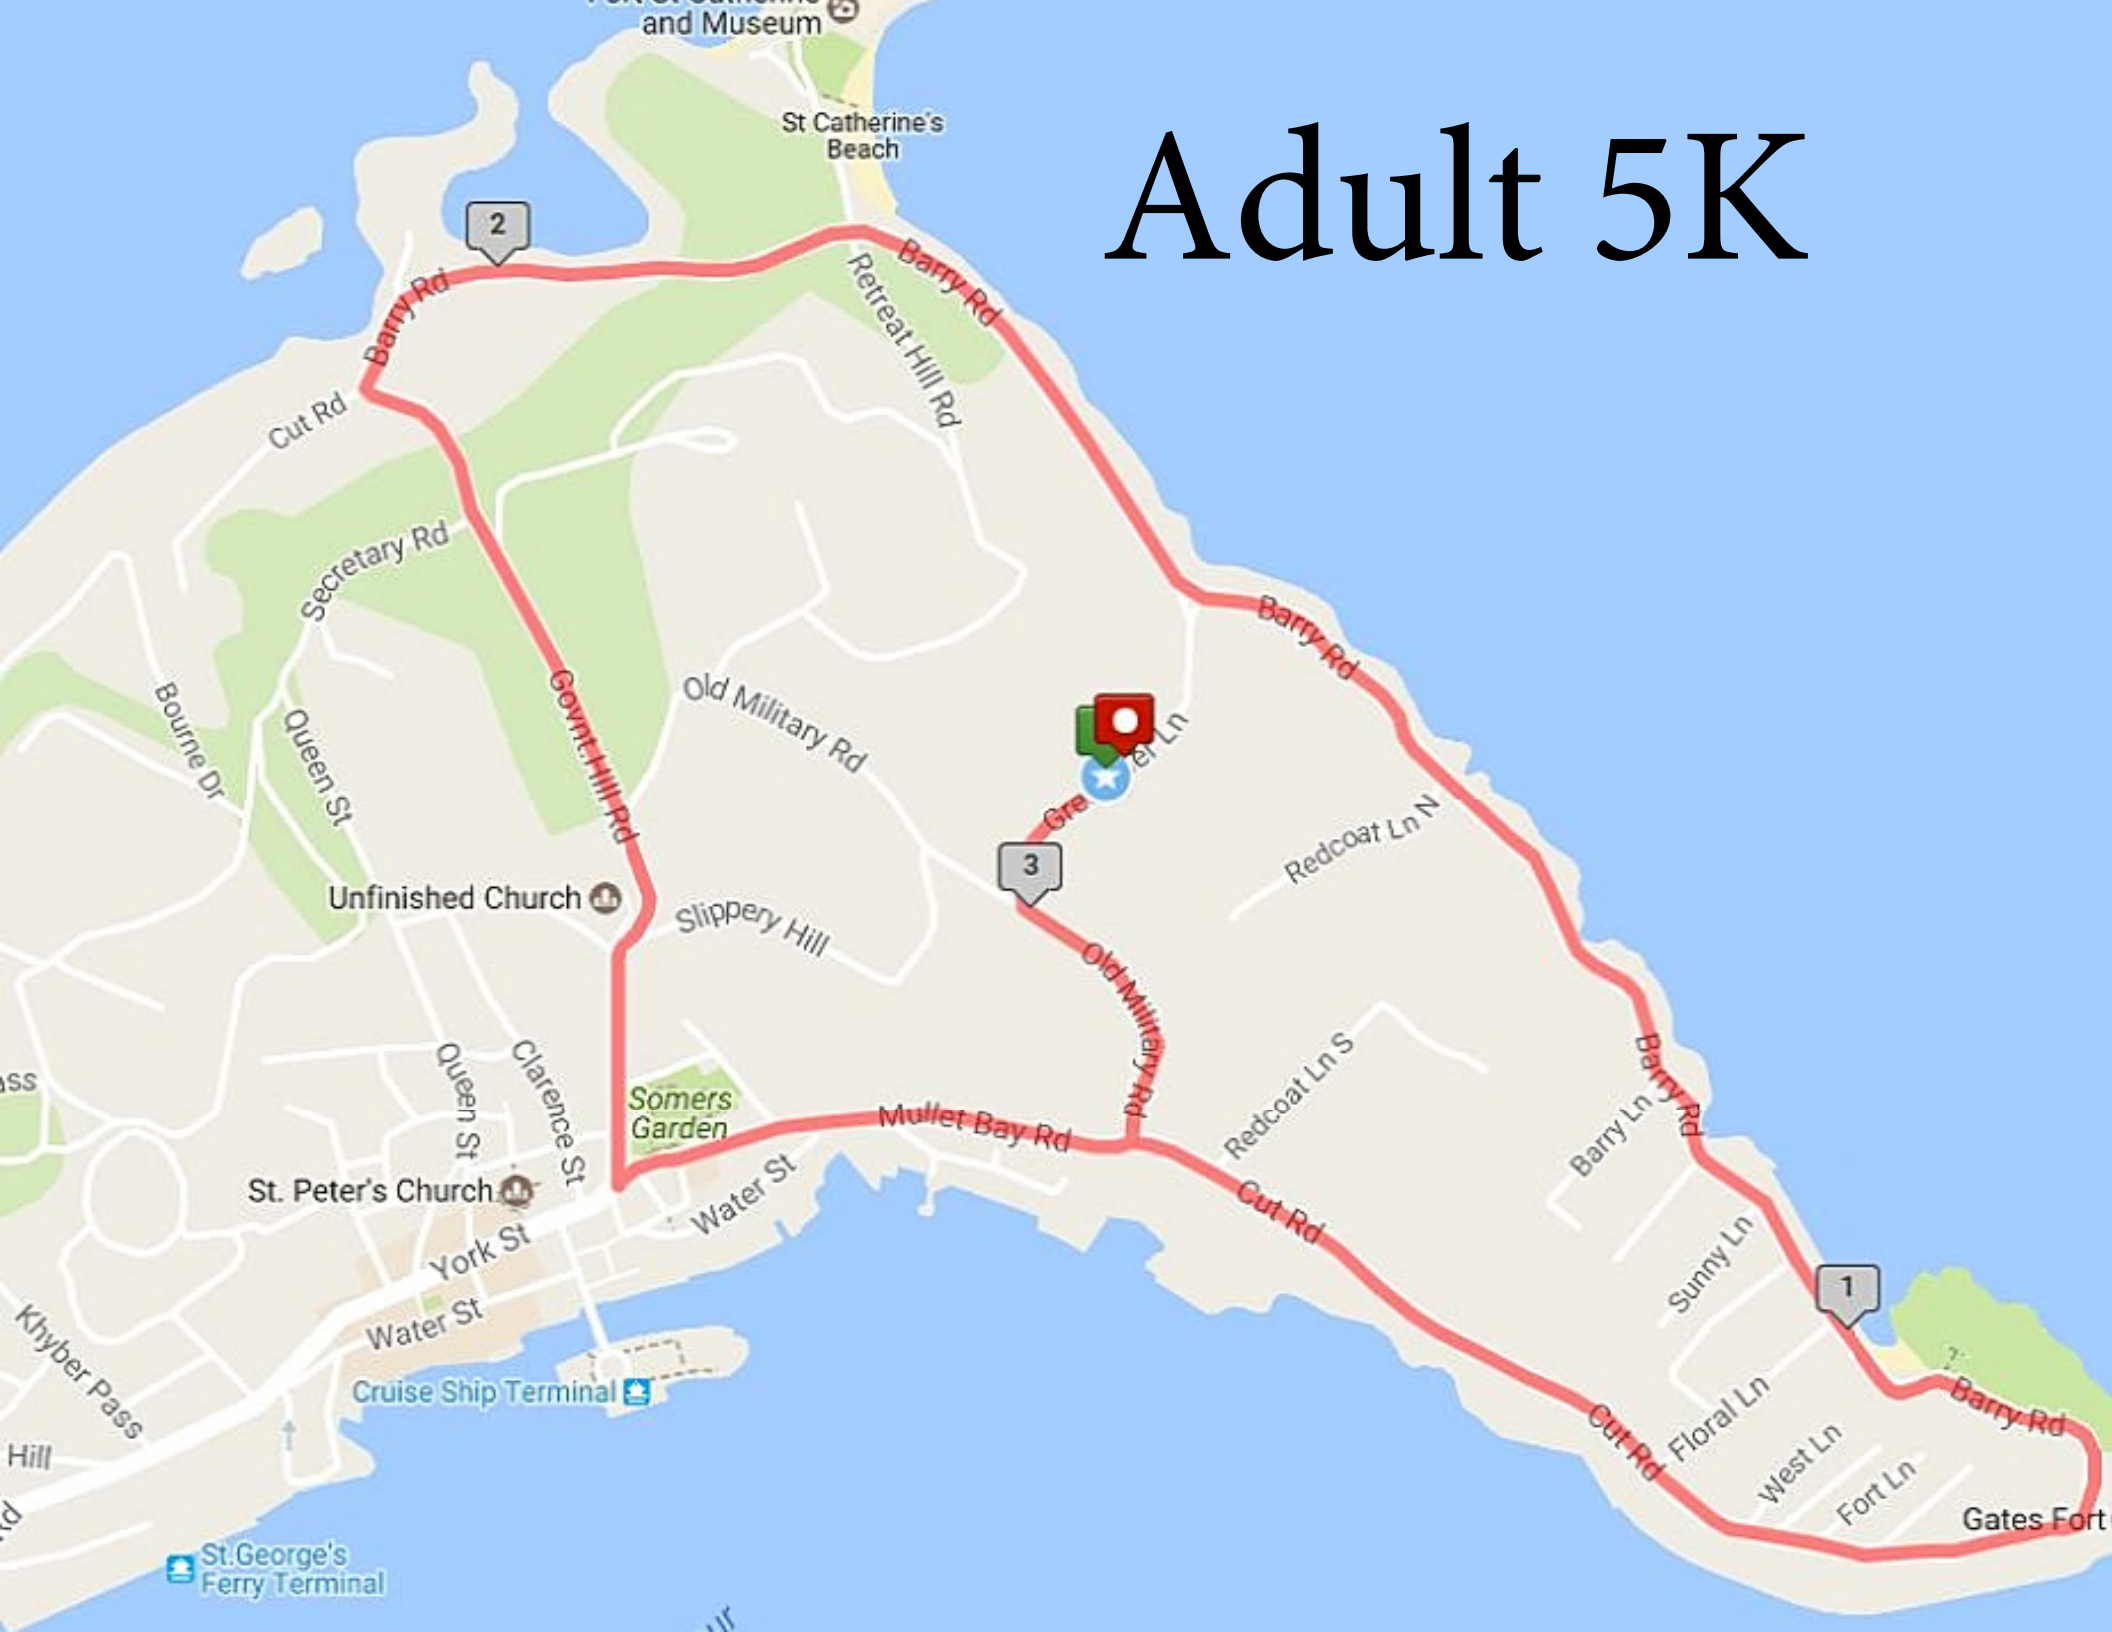 and Museum
St Catherine's
Beach
Adult 5K
2
Barry Rd
Barry Rd
Retreat Hill Rd
Cut Rd
Secretary Rd
Barry Rd
Bourne Dr
Queen St
Govnt.Hill Rd
Old Military Rd
Ln
Gre
Redcoat Ln N
3
Unfinished Church
Slippery Hill
Old Military Rd
Barry Rd
Queen St
Clarence St
Somers
Garden
Mullet Bay Rd
Redcoat Ln S
Barry Ln
St. Peter's Church
Water St
Cut Rd
York St
Sunny Ln
1
Water St
Khyber Pass
Cruise Ship Terminal
Barry Rd
Cut Rd
Floral Ln
West Ln
Fort Ln
Hill
Gates Fort
Rd
St.George's
Ferry Terminal